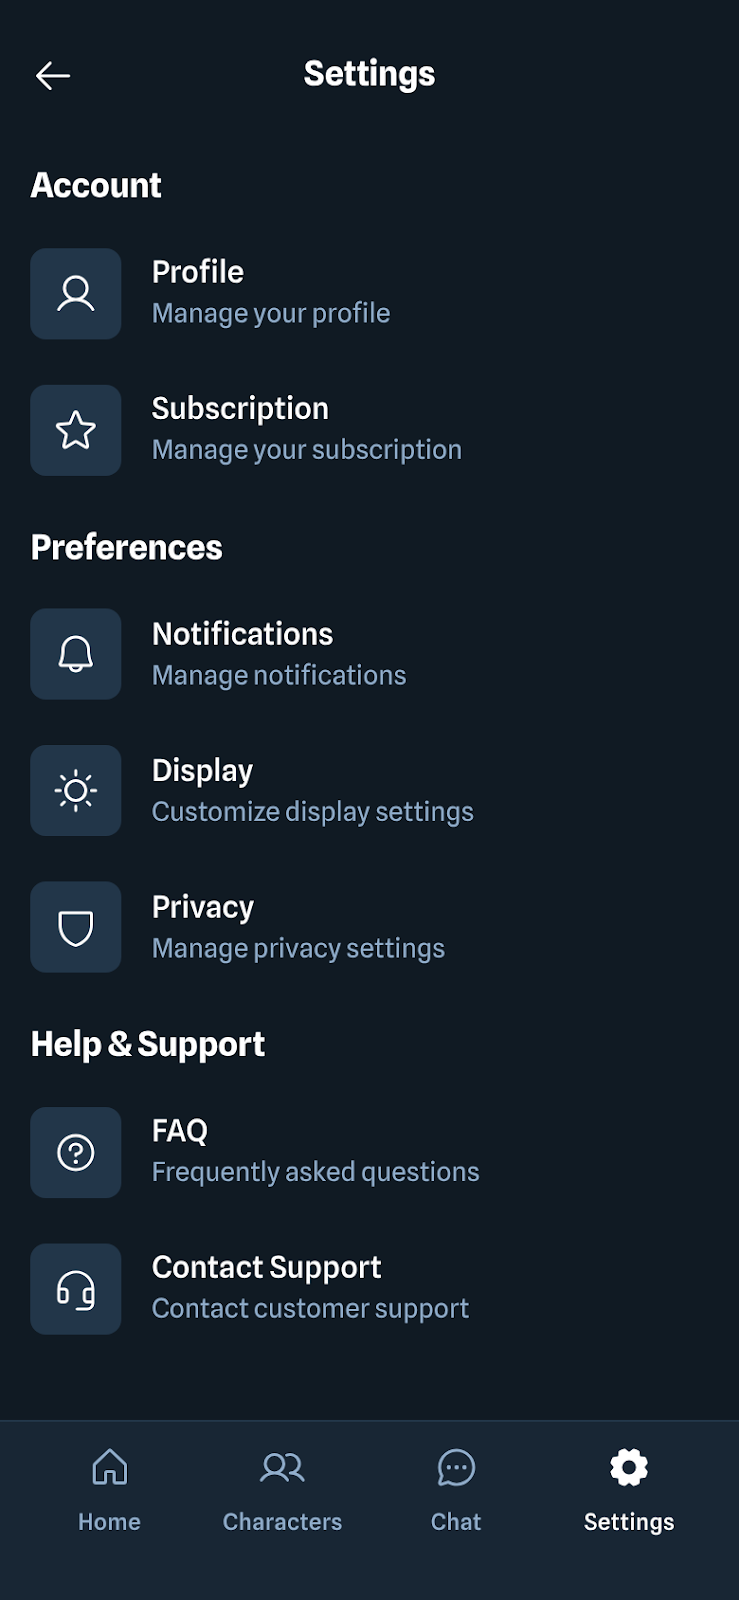 Settings
Account
Profile
Manage your profile
Subscription
Manage your subscription
Preferences
Notifications
Manage notifications
Display
Customize display settings
Privacy
Manage privacy settings
Help & Support
FAQ
Frequently asked questions
Contact Support
Contact customer support
Home Characters Chat Settings